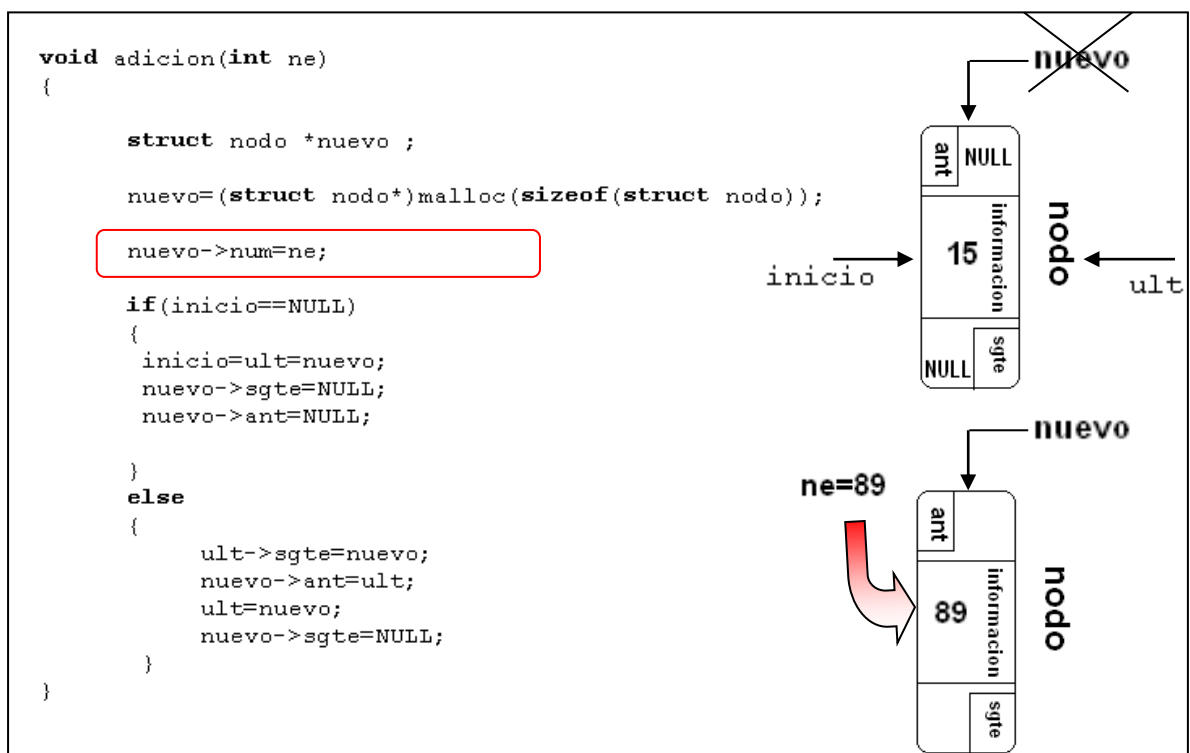 void adicion(int ne)
{
struct nodo *nuevo ;
nuevo=(struct nodo*)malloc(sizeof(struct nodo));
nuevo->num=ne;
if(inicio==NULL)
{
inicio=ult=nuevo;
nuevo->sgte=NULL;
nuevo->ant=NULL;
}
else
{
ult->sgte=nuevo;
nuevo->ant=ult;
ult=nuevo;
nuevo->sgte=NULL;
}
}
nuevo
ant
NULL
15
informacion
nodo
inicio
ult
NULL
sgte
nuevo
ne=89
ant
89
informacion
nodo
sgte